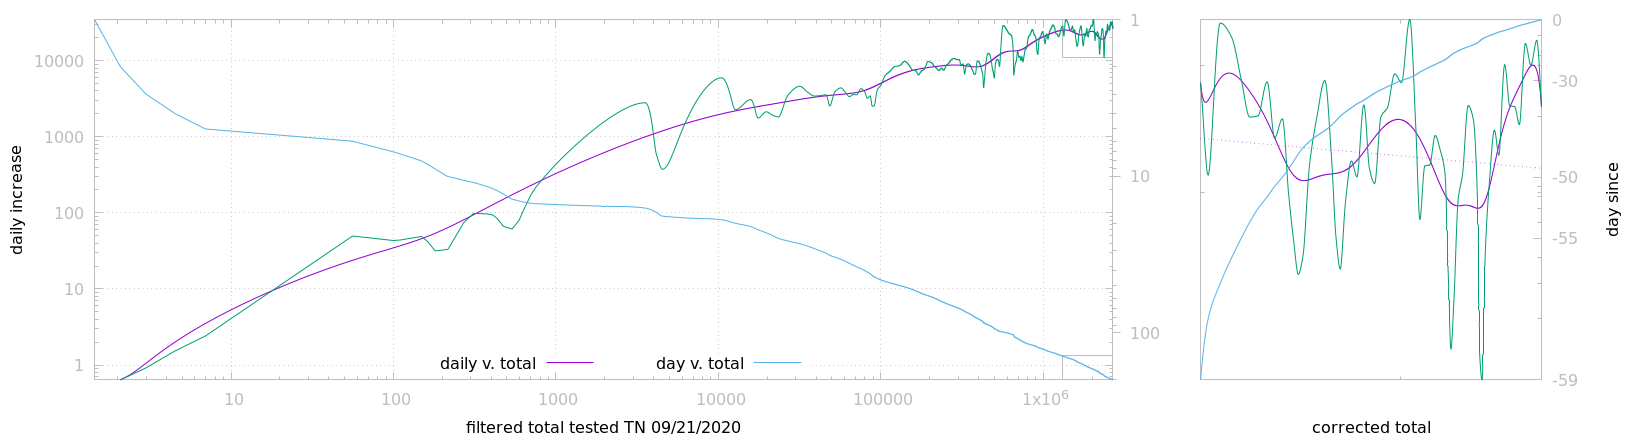 daily increase
10000
1000
100
10
1
10
100
1000
10000
100000
1x10⁶
1
10
100
daily v. total
day v. total
filtered total tested TN 09/21/2020
0
-30
-50
-55
-59
day since
corrected total